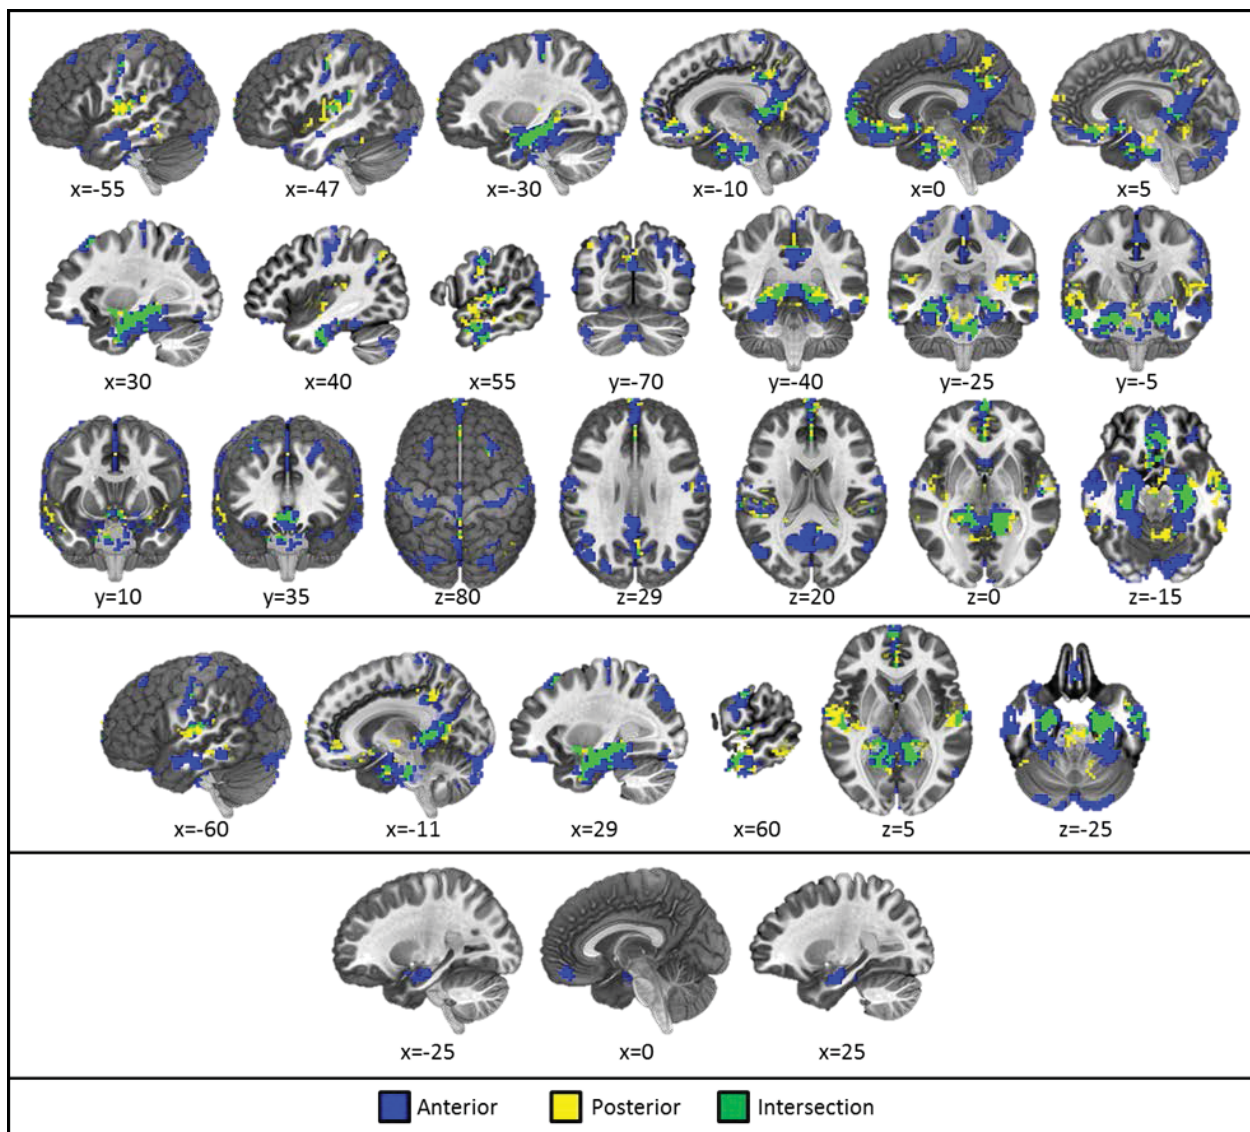 x=-55 x=-47 x=-30 x=-10 x=0 x=5
x=30 x=40 x=55 y=-70 y=-40 y=-25 y=-5
y=10 y=35 z=80 z=29 z=20 z=0 z=-15
x=-60 x=-11 x=29 x=60 z=5 z=-25
x=-25 x=0 x=25
Anterior Posterior Intersection